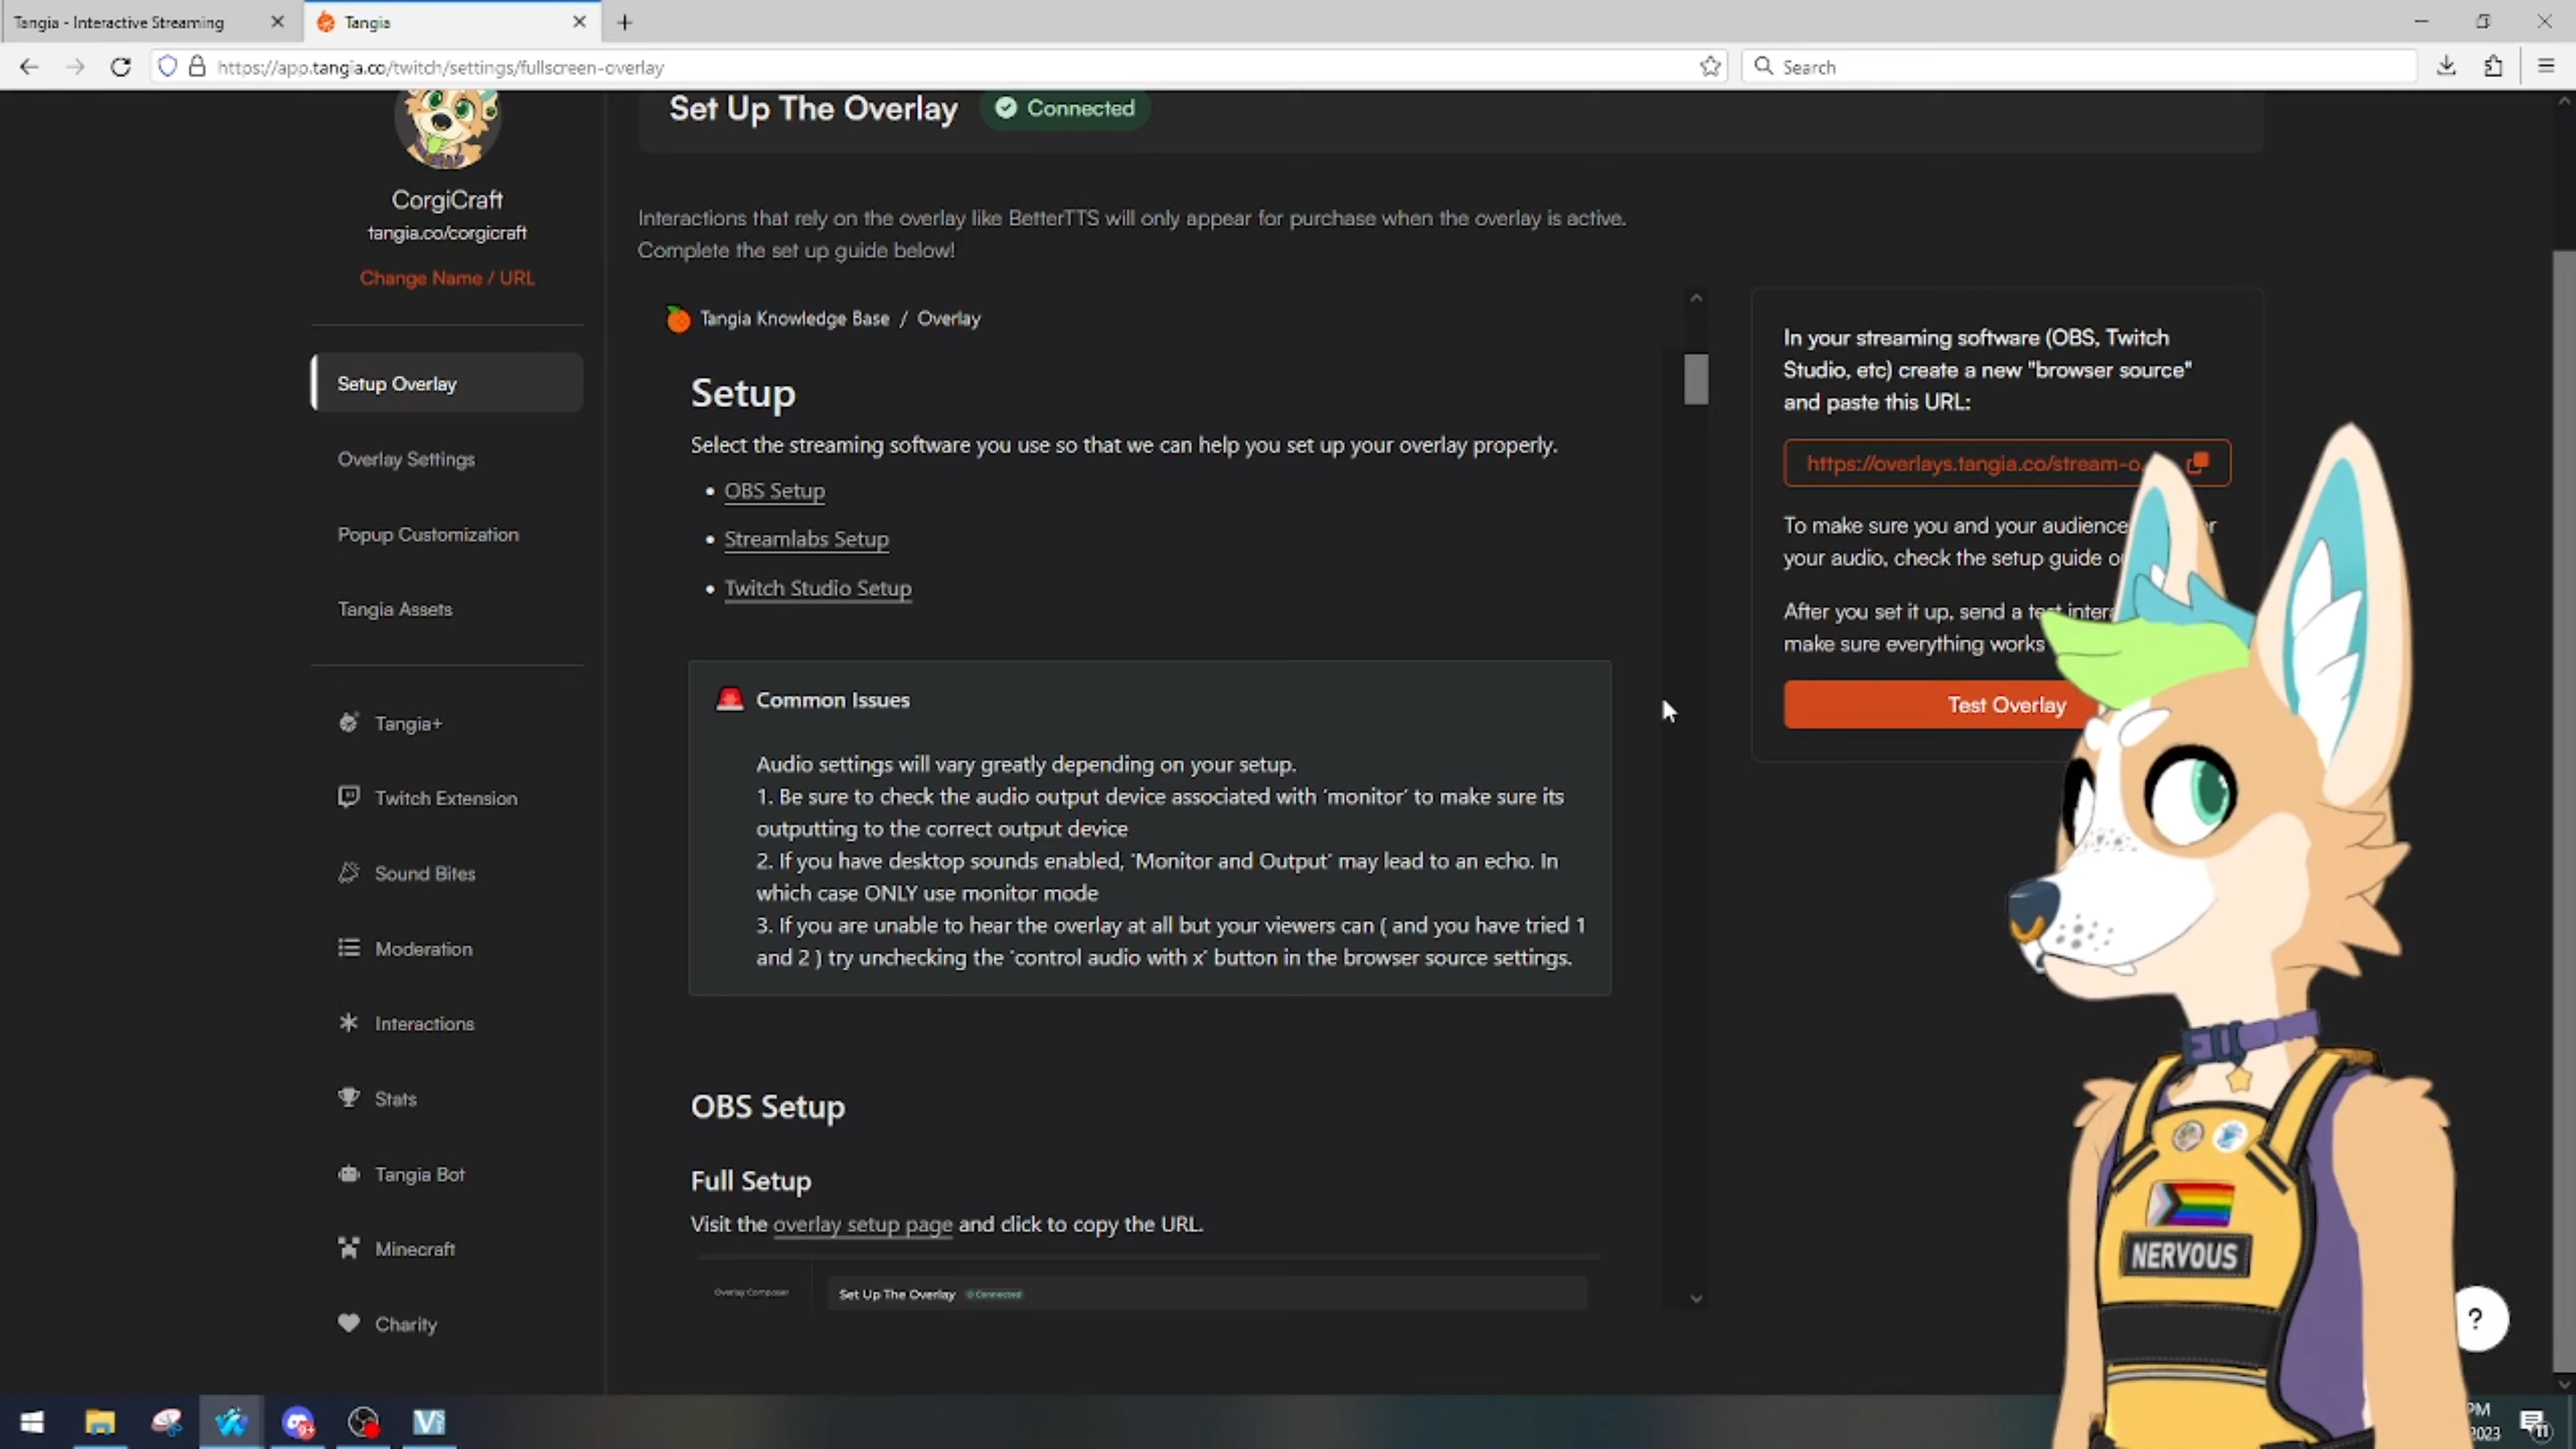 Tangia - Interactive Streaming
Tangia
https://app.tangia.co/twitch/settings/fullscreen-overlay
Search
CorgiCraft
tangia.co/corgicraft
Change Name / URL
Setup Overlay
Overlay Settings
Popup Customization
Tangia Assets
Tangia+
Twitch Extension
Sound Bites
Moderation
Interactions
Stats
Tangia Bot
Minecraft
Charity
Set Up The Overlay
Connected
Interactions that rely on the overlay like BetterTTS will only appear for purchase when the overlay is active.
Complete the set up guide below!
Tangia Knowledge Base / Overlay
Setup
Select the streaming software you use so that we can help you set up your overlay properly.
• OBS Setup
• Streamlabs Setup
• Twitch Studio Setup
Common Issues
Audio settings will vary greatly depending on your setup.
1. Be sure to check the audio output device associated with ‘monitor’ to make sure its
outputting to the correct output device
2. If you have desktop sounds enabled, ‘Monitor and Output’ may lead to an echo. In
which case ONLY use monitor mode
3. If you are unable to hear the overlay at all but your viewers can ( and you have tried 1
and 2 ) try unchecking the ‘control audio with x’ button in the browser source settings.
OBS Setup
Full Setup
Visit the overlay setup page and click to copy the URL.
Overlay Composer
Set Up The Overlay
Connected
In your streaming software (OBS, Twitch
Studio, etc) create a new "browser source"
and paste this URL:
https://overlays.tangia.co/stream-o
To make sure you and your audience
your audio, check the setup guide
After you set it up, send a test
make sure everything works
Test Overlay
NERVOUS
?
PM
2023
11